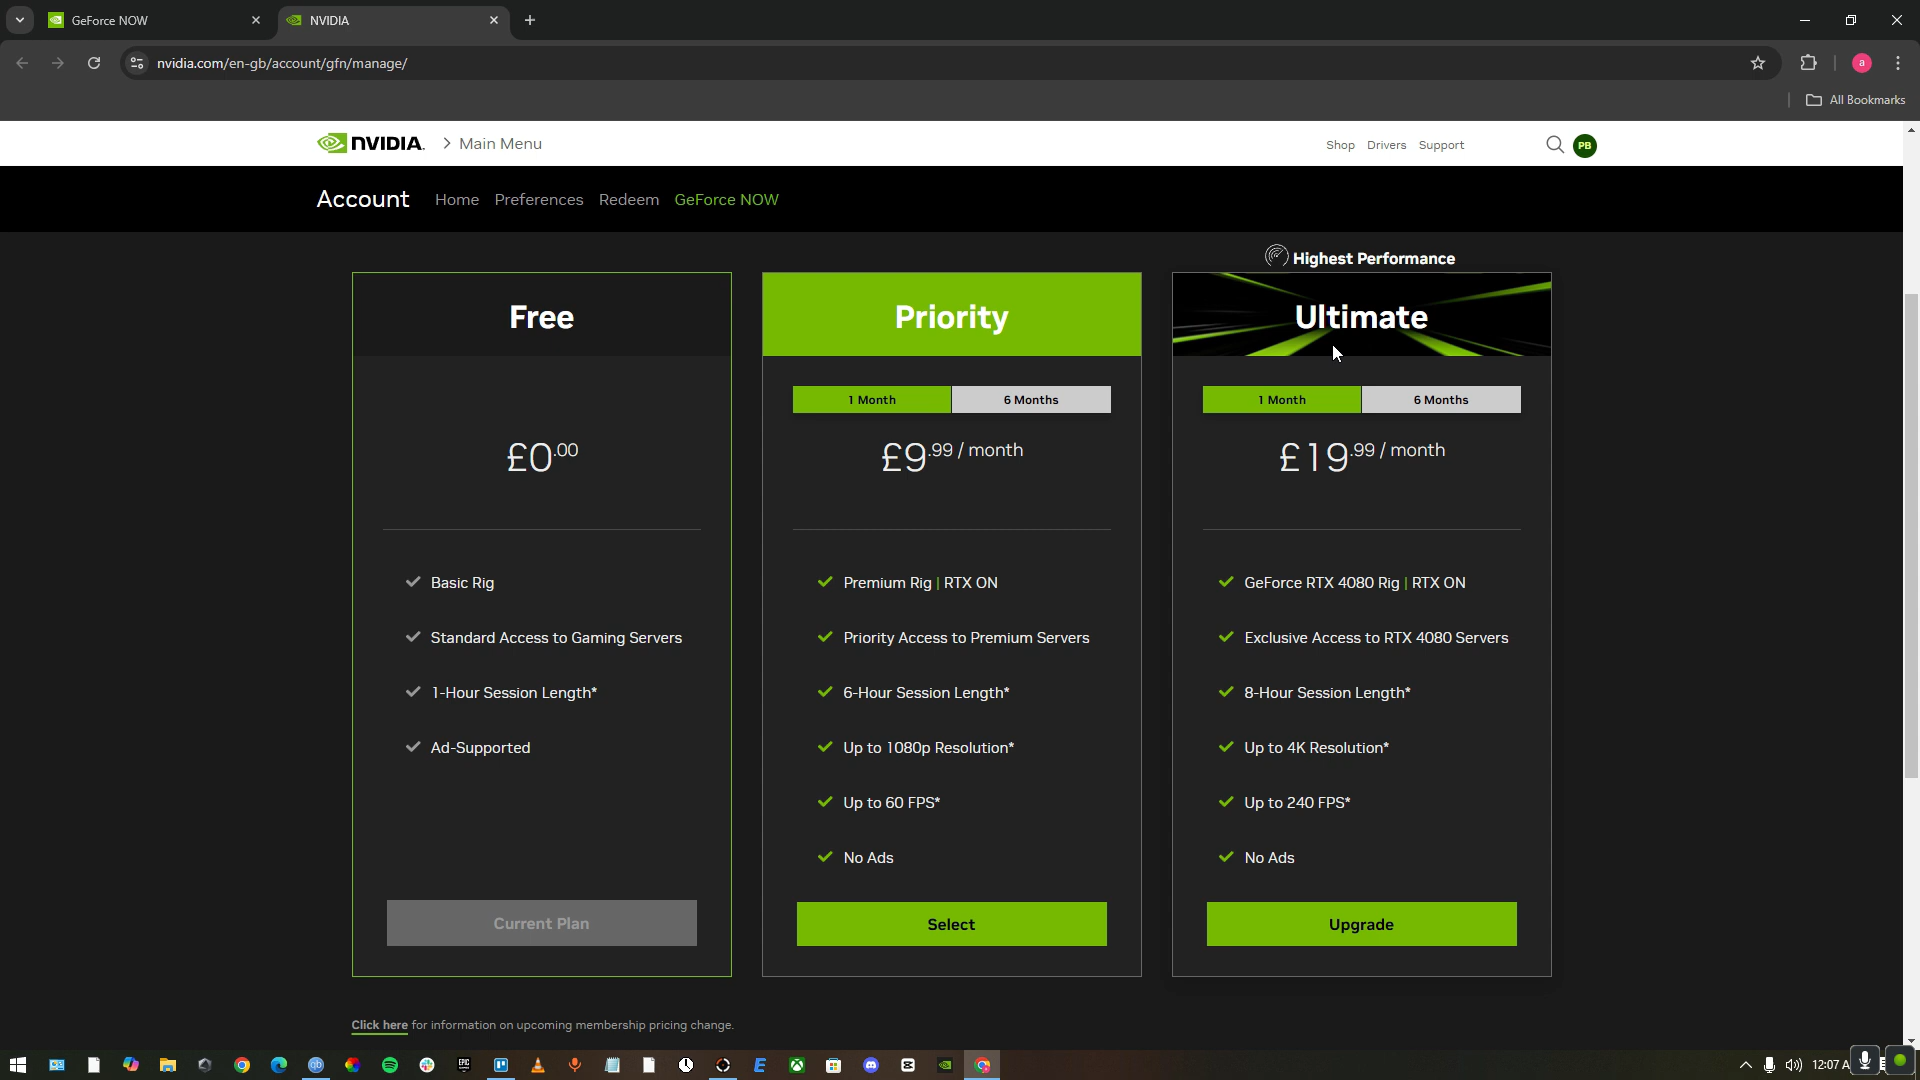 GeForce NOW
NVIDIA
nvidia.com/en-gb/account/gfn/manage/
a
All Bookmarks
NVIDIA. > Main Menu
Shop Drivers Support
PB
Account Home Preferences Redeem GeForce NOW
Highest Performance
Free
£0.00
Basic Rig
Standard Access to Gaming Servers
1-Hour Session Length*
Ad-Supported
Current Plan
Priority
1 Month 6 Months
£9.99 / month
Premium Rig | RTX ON
Priority Access to Premium Servers
6-Hour Session Length*
Up to 1080p Resolution*
Up to 60 FPS*
No Ads
Select
Ultimate
1 Month 6 Months
£19.99 / month
GeForce RTX 4080 Rig | RTX ON
Exclusive Access to RTX 4080 Servers
8-Hour Session Length*
Up to 4K Resolution*
Up to 240 FPS*
No Ads
Upgrade
Click here for information on upcoming membership pricing change.
qb
EPIC
12:07 A